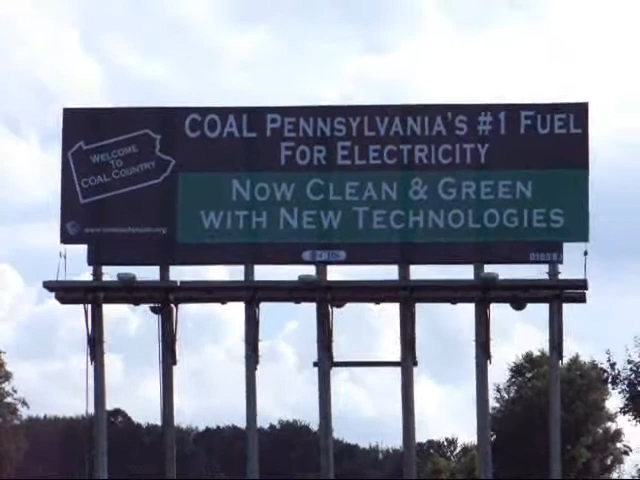 COAL PENNSYLVANIA'S #1 FUEL
FOR ELECTRICITY
WELCOME
TO
COAL COUNTRY
NOW CLEAN & GREEN
WITH NEW TECHNOLOGIES